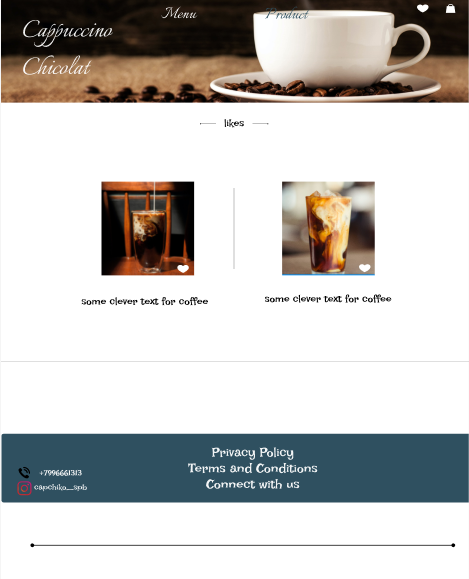 Menu
Product
Cappuccino
Chicolat
likes
some clever text for coffee
some clever text for coffee
Privacy Policy
Terms and Conditions
Connect with us
+7996661313
capchiko_spb